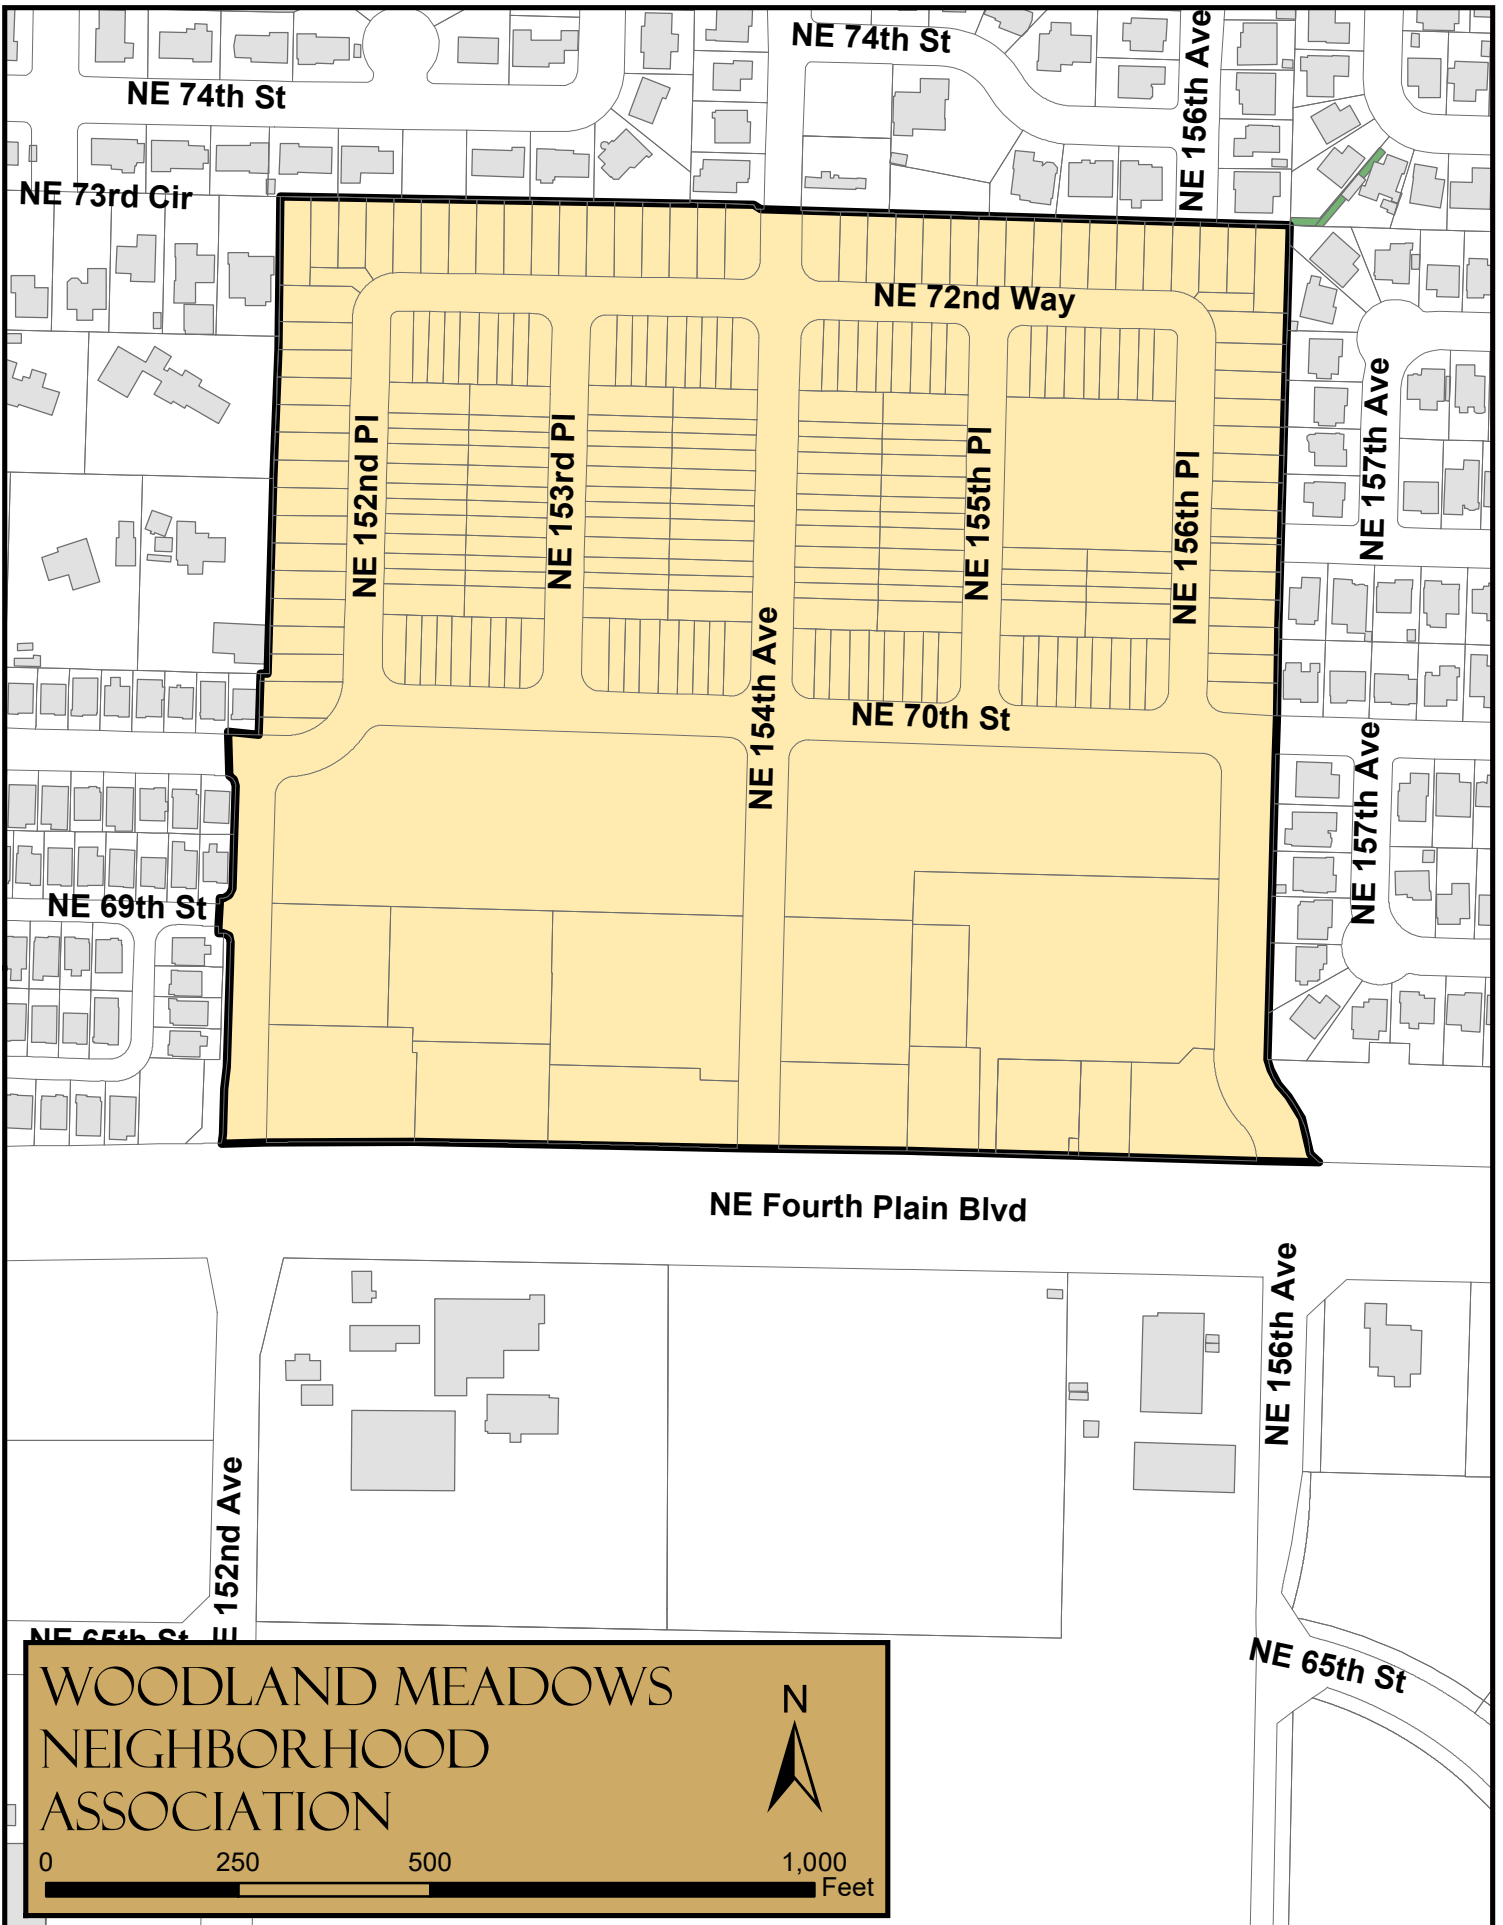 NE 74th St
NE 156th Ave
NE 74th St
NE 73rd Cir
NE 72nd Way
NE 157th Ave
NE 152nd Pl
NE 153rd Pl
NE 155th Pl
NE 156th Pl
NE 154th Ave
NE 70th St
NE 157th Ave
NE 69th St
NE Fourth Plain Blvd
NE 156th Ave
E 152nd Ave
NE 65th St
NE 65th St
WOODLAND MEADOWS
NEIGHBORHOOD
ASSOCIATION
N
0 250 500 1,000
Feet